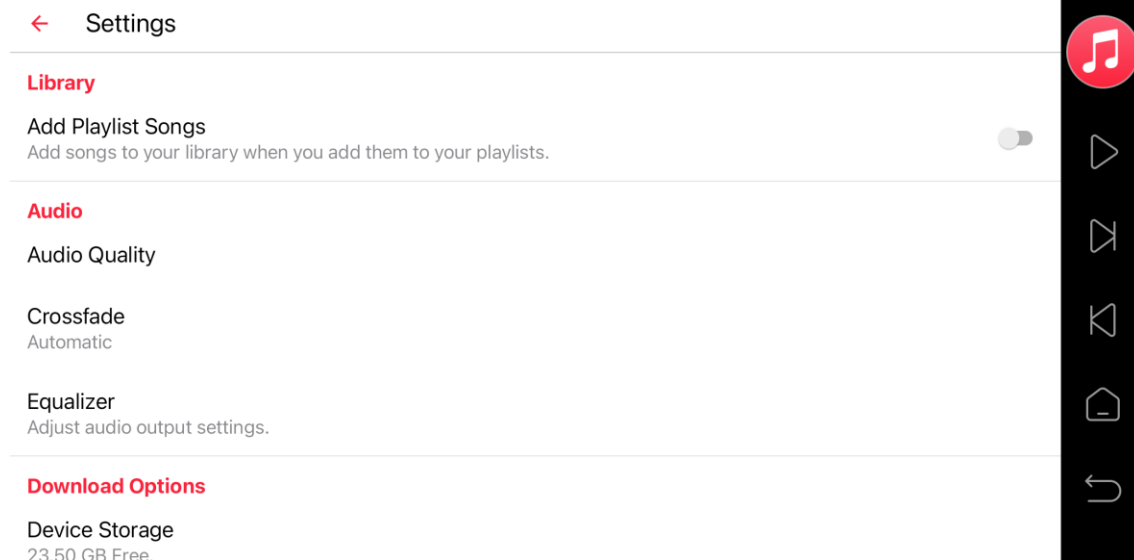 Settings
Library
Add Playlist Songs
Add songs to your library when you add them to your playlists.
Audio
Audio Quality
Crossfade
Automatic
Equalizer
Adjust audio output settings.
Download Options
Device Storage
23.50 GB Free.